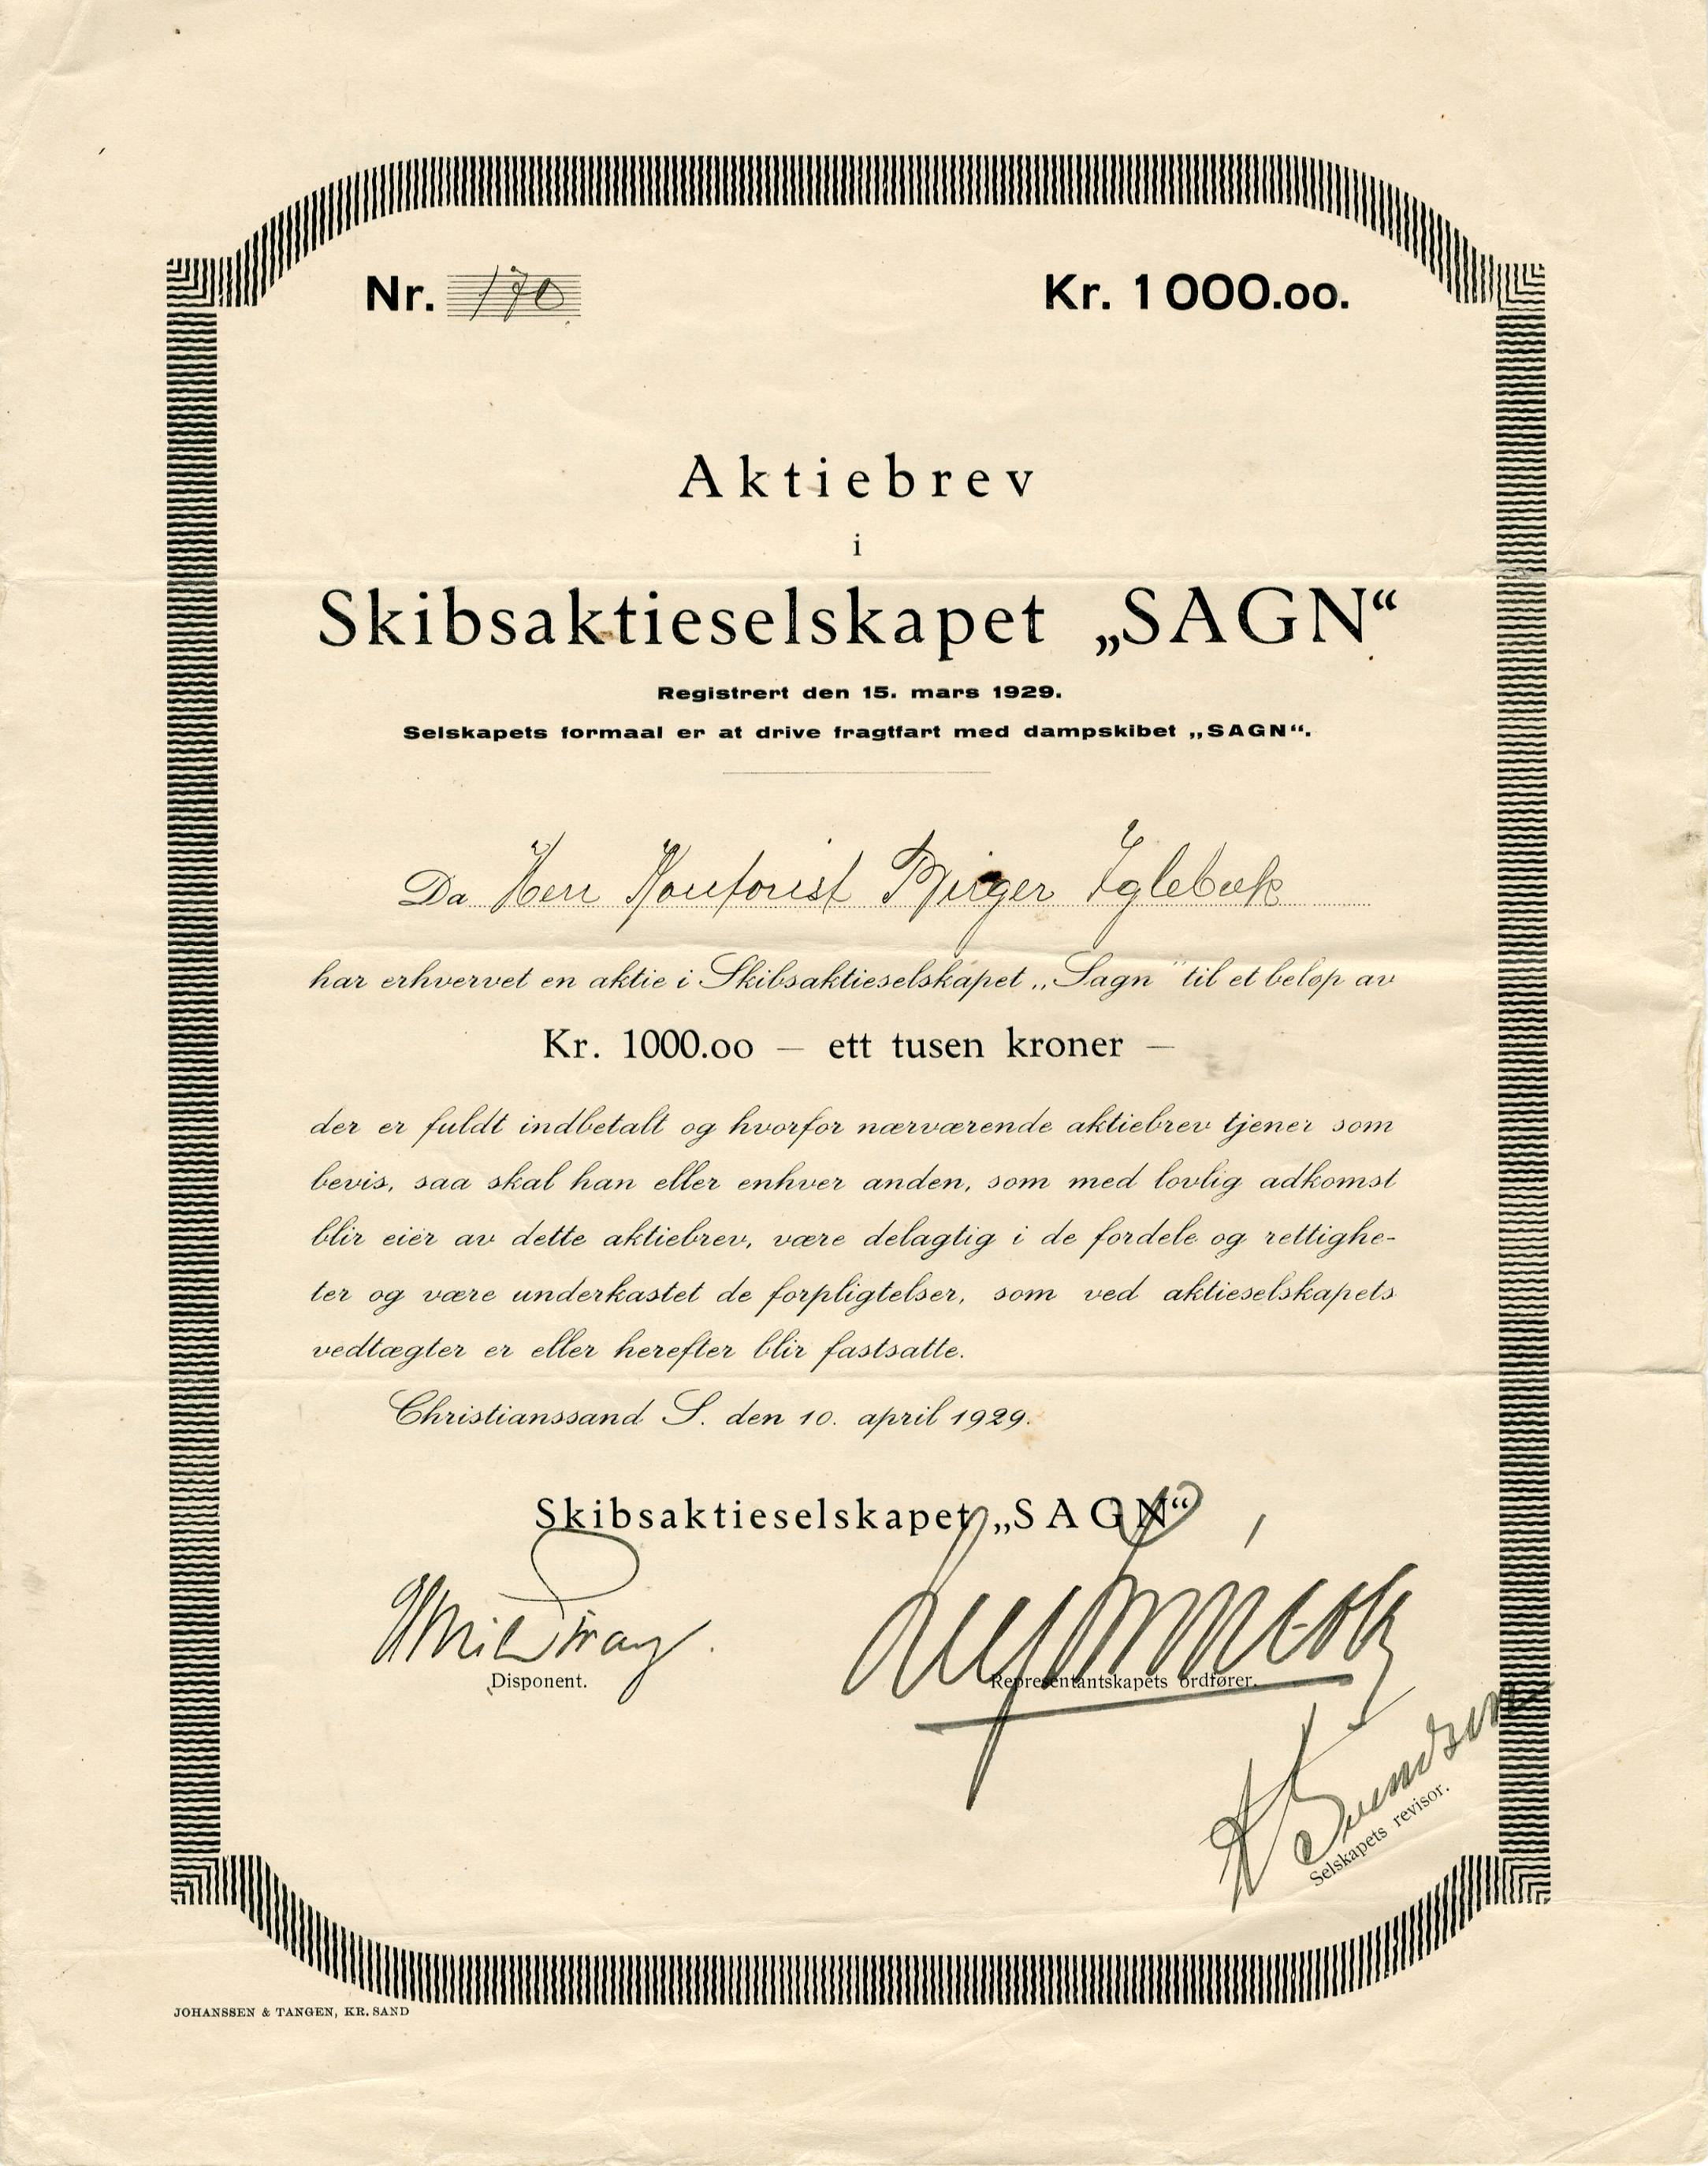 Nr. 170
Kr. 1000.00.
Aktiebrev
i
Skibsaktieselskapet „SAGN“
Registrert den 15. mars 1929.
Selskapets formaal er at drive fragtfart med dampskibet „SAGN“.
Da Herr Kontorist Birger Iglebæk
har erhvervet en aktie i Skibsaktieselskapet „Sagn“ til et beløp av
Kr. 1000.00 — ett tusen kroner —
der er fuldt indbetalt og hvorfor nærværende aktiebrev tjener som
bevis, saa skal han eller enhver anden, som med lovlig adkomst
blir eier av dette aktiebrev, være delagtig i de fordele og rettighe-
ter og være underkastet de forpligtelser, som ved aktieselskapets
vedtægter er eller herefter blir fastsatte.
Christianssand S. den 10. april 1929.
Skibsaktieselskapet „SAGN“
Disponent.
Representantskapets ordfører.
Selskapets revisor.
JOHANSSEN & TANGEN, KR. SAND